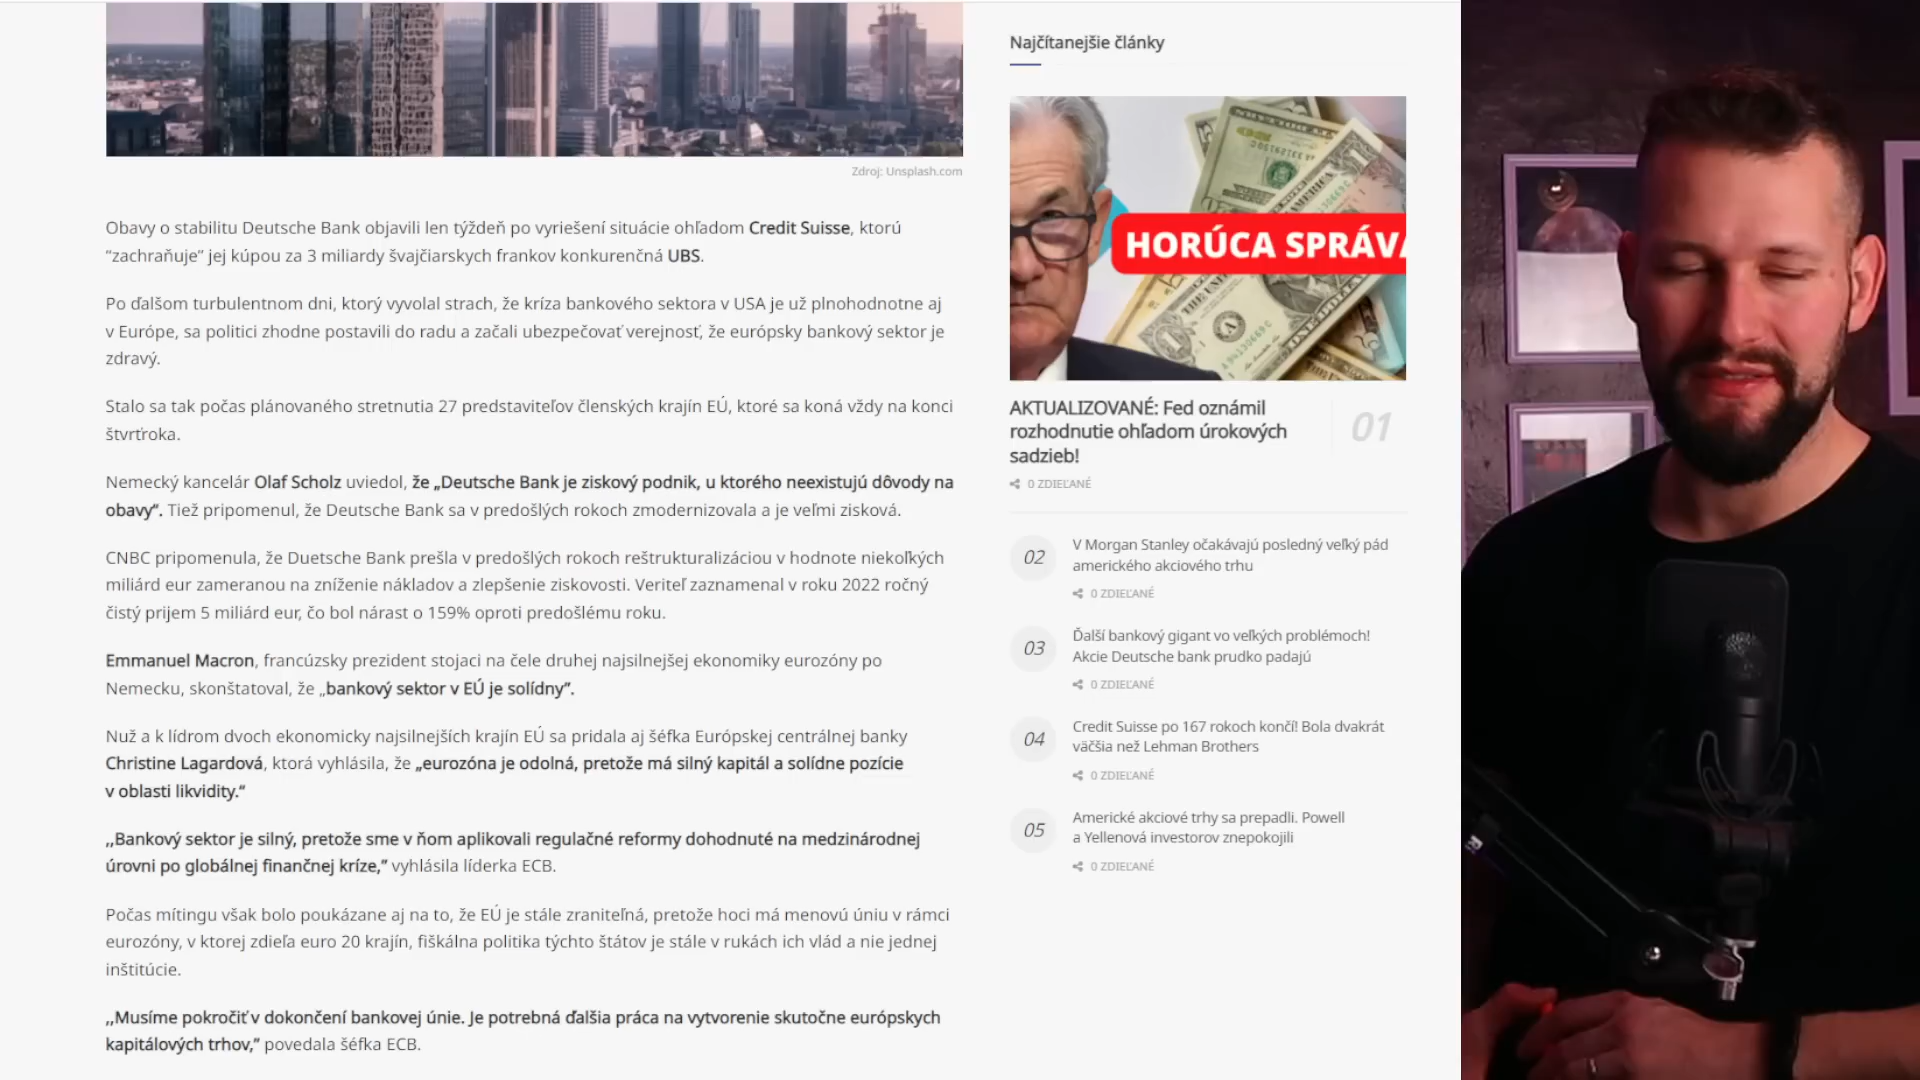 Zdroj: Unsplash.com
Obavy o stabilitu Deutsche Bank objavili len týždeň po vyriešení situácie ohľadom Credit Suisse, ktorú
“zachraňuje” jej kúpou za 3 miliardy švajčiarskych frankov konkurenčná UBS.
Po ďalšom turbulentnom dni, ktorý vyvolal strach, že kríza bankového sektora v USA je už plnohodnotne aj
v Európe, sa politici zhodne postavili do radu a začali ubezpečovať verejnosť, že európsky bankový sektor je
zdravý.
Stalo sa tak počas plánovaného stretnutia 27 predstaviteľov členských krajín EÚ, ktoré sa koná vždy na konci
štvrťroka.
Nemecký kancelár Olaf Scholz uviedol, že „Deutsche Bank je ziskový podnik, u ktorého neexistujú dôvody na
obavy“. Tiež pripomenul, že Deutsche Bank sa v predošlých rokoch zmodernizovala a je veľmi zisková.
CNBC pripomenula, že Duetsche Bank prešla v predošlých rokoch reštrukturalizáciou v hodnote niekoľkých
miliárd eur zameranou na zníženie nákladov a zlepšenie ziskovosti. Veriteľ zaznamenal v roku 2022 ročný
čistý prijem 5 miliárd eur, čo bol nárast o 159% oproti predošlému roku.
Emmanuel Macron, francúzsky prezident stojaci na čele druhej najsilnejšej ekonomiky eurozóny po
Nemecku, skonštatoval, že „bankový sektor v EÚ je solídny”.
Nuž a k lídrom dvoch ekonomicky najsilnejších krajín EÚ sa pridala aj šéfka Európskej centrálnej banky
Christine Lagardová, ktorá vyhlásila, že „eurozóna je odolná, pretože má silný kapitál a solídne pozície
v oblasti likvidity.“
,,Bankový sektor je silný, pretože sme v ňom aplikovali regulačné reformy dohodnuté na medzinárodnej
úrovni po globálnej finančnej kríze,” vyhlásila líderka ECB.
Počas mítingu však bolo poukázane aj na to, že EÚ je stále zraniteľná, pretože hoci má menovú úniu v rámci
eurozóny, v ktorej zdieľa euro 20 krajín, fiškálna politika týchto štátov je stále v rukách ich vlád a nie jednej
inštitúcie.
,,Musíme pokročiť v dokončení bankovej únie. Je potrebná ďalšia práca na vytvorenie skutočne európskych
kapitálových trhov,” povedala šéfka ECB.
Najčítanejšie články
HORÚCA SPRÁVA
AKTUALIZOVANÉ: Fed oznámil
rozhodnutie ohľadom úrokových
sadzieb!
01
0 ZDIEĽANÉ
02
V Morgan Stanley očakávajú posledný veľký pád
amerického akciového trhu
0 ZDIEĽANÉ
03
Ďalší bankový gigant vo veľkých problémoch!
Akcie Deutsche bank prudko padajú
0 ZDIEĽANÉ
04
Credit Suisse po 167 rokoch končí! Bola dvakrát
väčšia než Lehman Brothers
0 ZDIEĽANÉ
05
Americké akciové trhy sa prepadli. Powell
a Yellenová investorov znepokojili
0 ZDIEĽANÉ